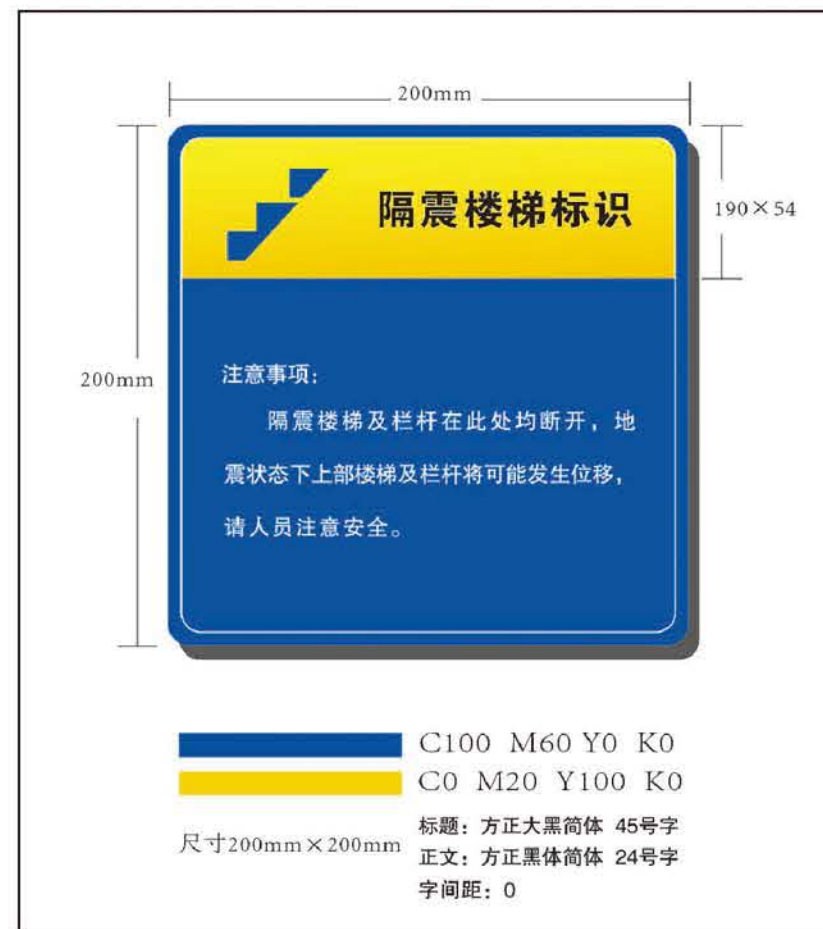 200mm
隔震楼梯标识
190×54
200mm
注意事项：
隔震楼梯及栏杆在此处均断开，地
震状态下上部楼梯及栏杆将可能发生位移，
请人员注意安全。
C100 M60 Y0 K0
C0 M20 Y100 K0
尺寸200mm×200mm
标题：方正大黑简体 45号字
正文：方正黑体简体 24号字
字间距：0